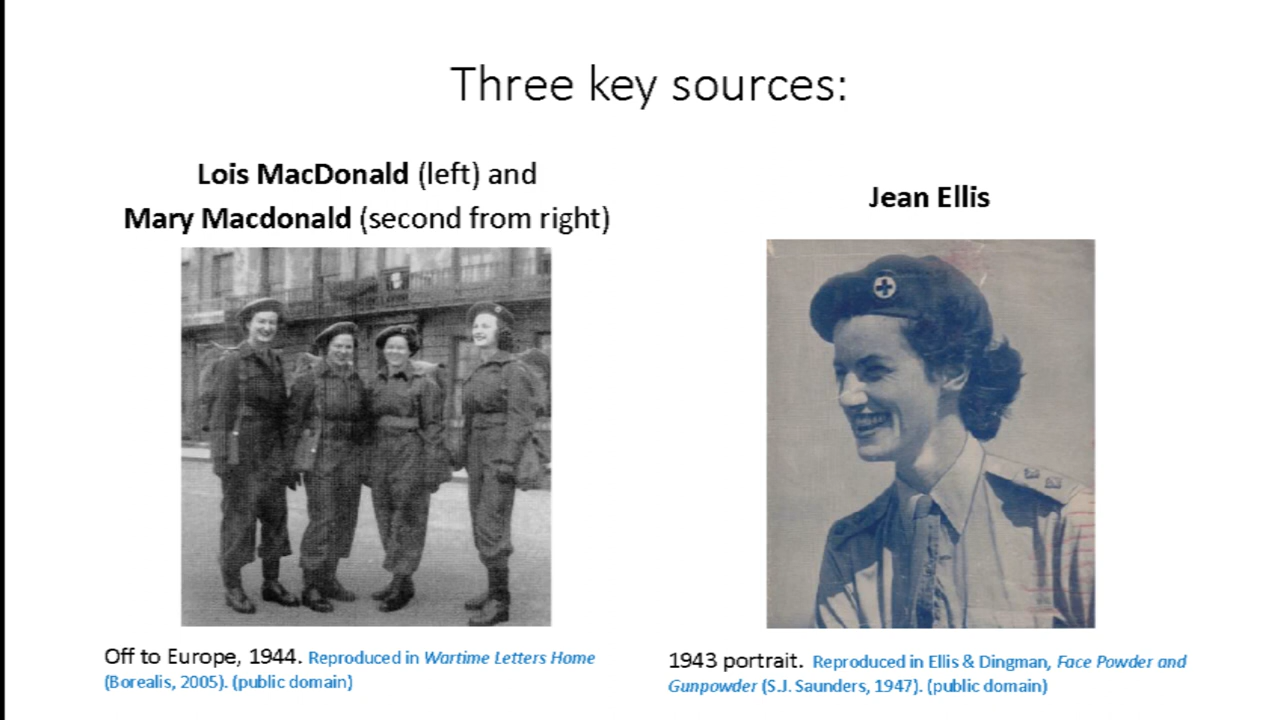 Three key sources:
Lois MacDonald (left) and
Mary Macdonald (second from right)
Jean Ellis
Off to Europe, 1944. Reproduced in Wartime Letters Home
(Borealis, 2005). (public domain)
1943 portrait. Reproduced in Ellis & Dingman, Face Powder and
Gunpowder (S.J. Saunders, 1947). (public domain)